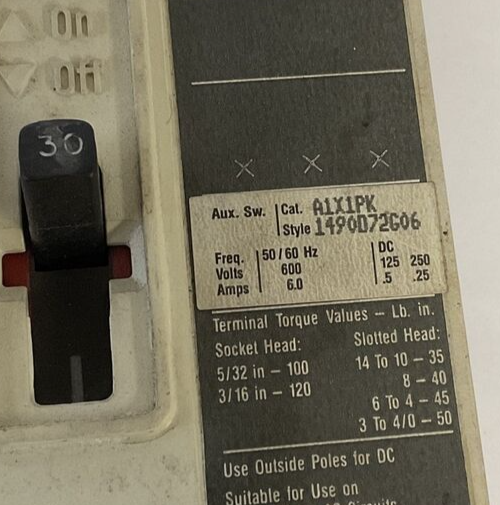 On
Off
30
Aux. Sw. Cat. A1X1PK
Style 1490D72G06
Freq. 50/60 Hz DC
Volts 600 125 250
Amps 6.0 .5 .25
Terminal Torque Values – Lb. in.
Socket Head: Slotted Head:
5/32 in – 100 14 To 10 – 35
3/16 in – 120 8 – 40
6 To 4 – 45
3 To 4/0 – 50
Use Outside Poles for DC
Suitable for Use on